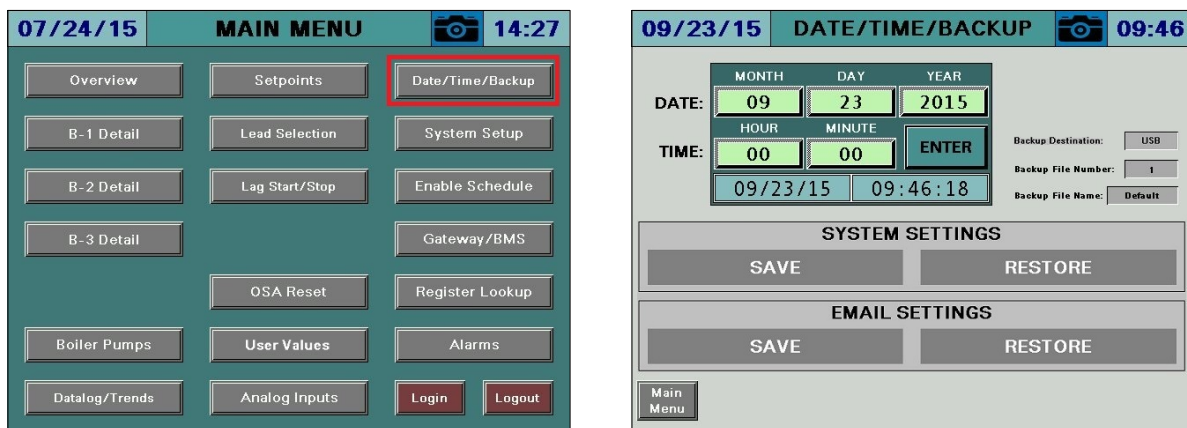 07/24/15 MAIN MENU 14:27
Overview Setpoints Date/Time/Backup
B-1 Detail Lead Selection System Setup
B-2 Detail Lag Start/Stop Enable Schedule
B-3 Detail Gateway/BMS
OSA Reset Register Lookup
Boiler Pumps User Values Alarms
Datalog/Trends Analog Inputs Login Logout
09/23/15 DATE/TIME/BACKUP 09:46
MONTH DAY YEAR
DATE: 09 23 2015
HOUR MINUTE
TIME: 00 00 ENTER
09/23/15 09:46:18
Backup Destination: USB
Backup File Number: 1
Backup File Name: Default
SYSTEM SETTINGS
SAVE RESTORE
EMAIL SETTINGS
SAVE RESTORE
Main
Menu